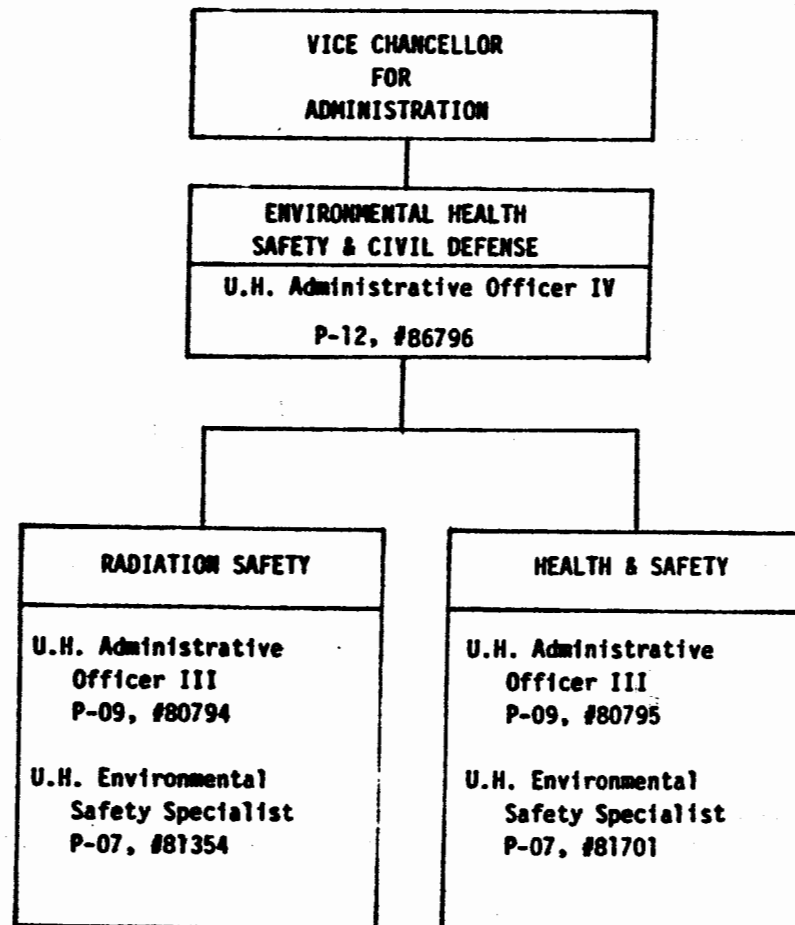 VICE CHANCELLOR
FOR
ADMINISTRATION
ENVIRONMENTAL HEALTH
SAFETY & CIVIL DEFENSE
U.H. Administrative Officer IV
P-12, #86796
RADIATION SAFETY
U.H. Administrative
Officer III
P-09, #80794
U.H. Environmental
Safety Specialist
P-07, #81354
HEALTH & SAFETY
U.H. Administrative
Officer III
P-09, #80795
U.H. Environmental
Safety Specialist
P-07, #81701